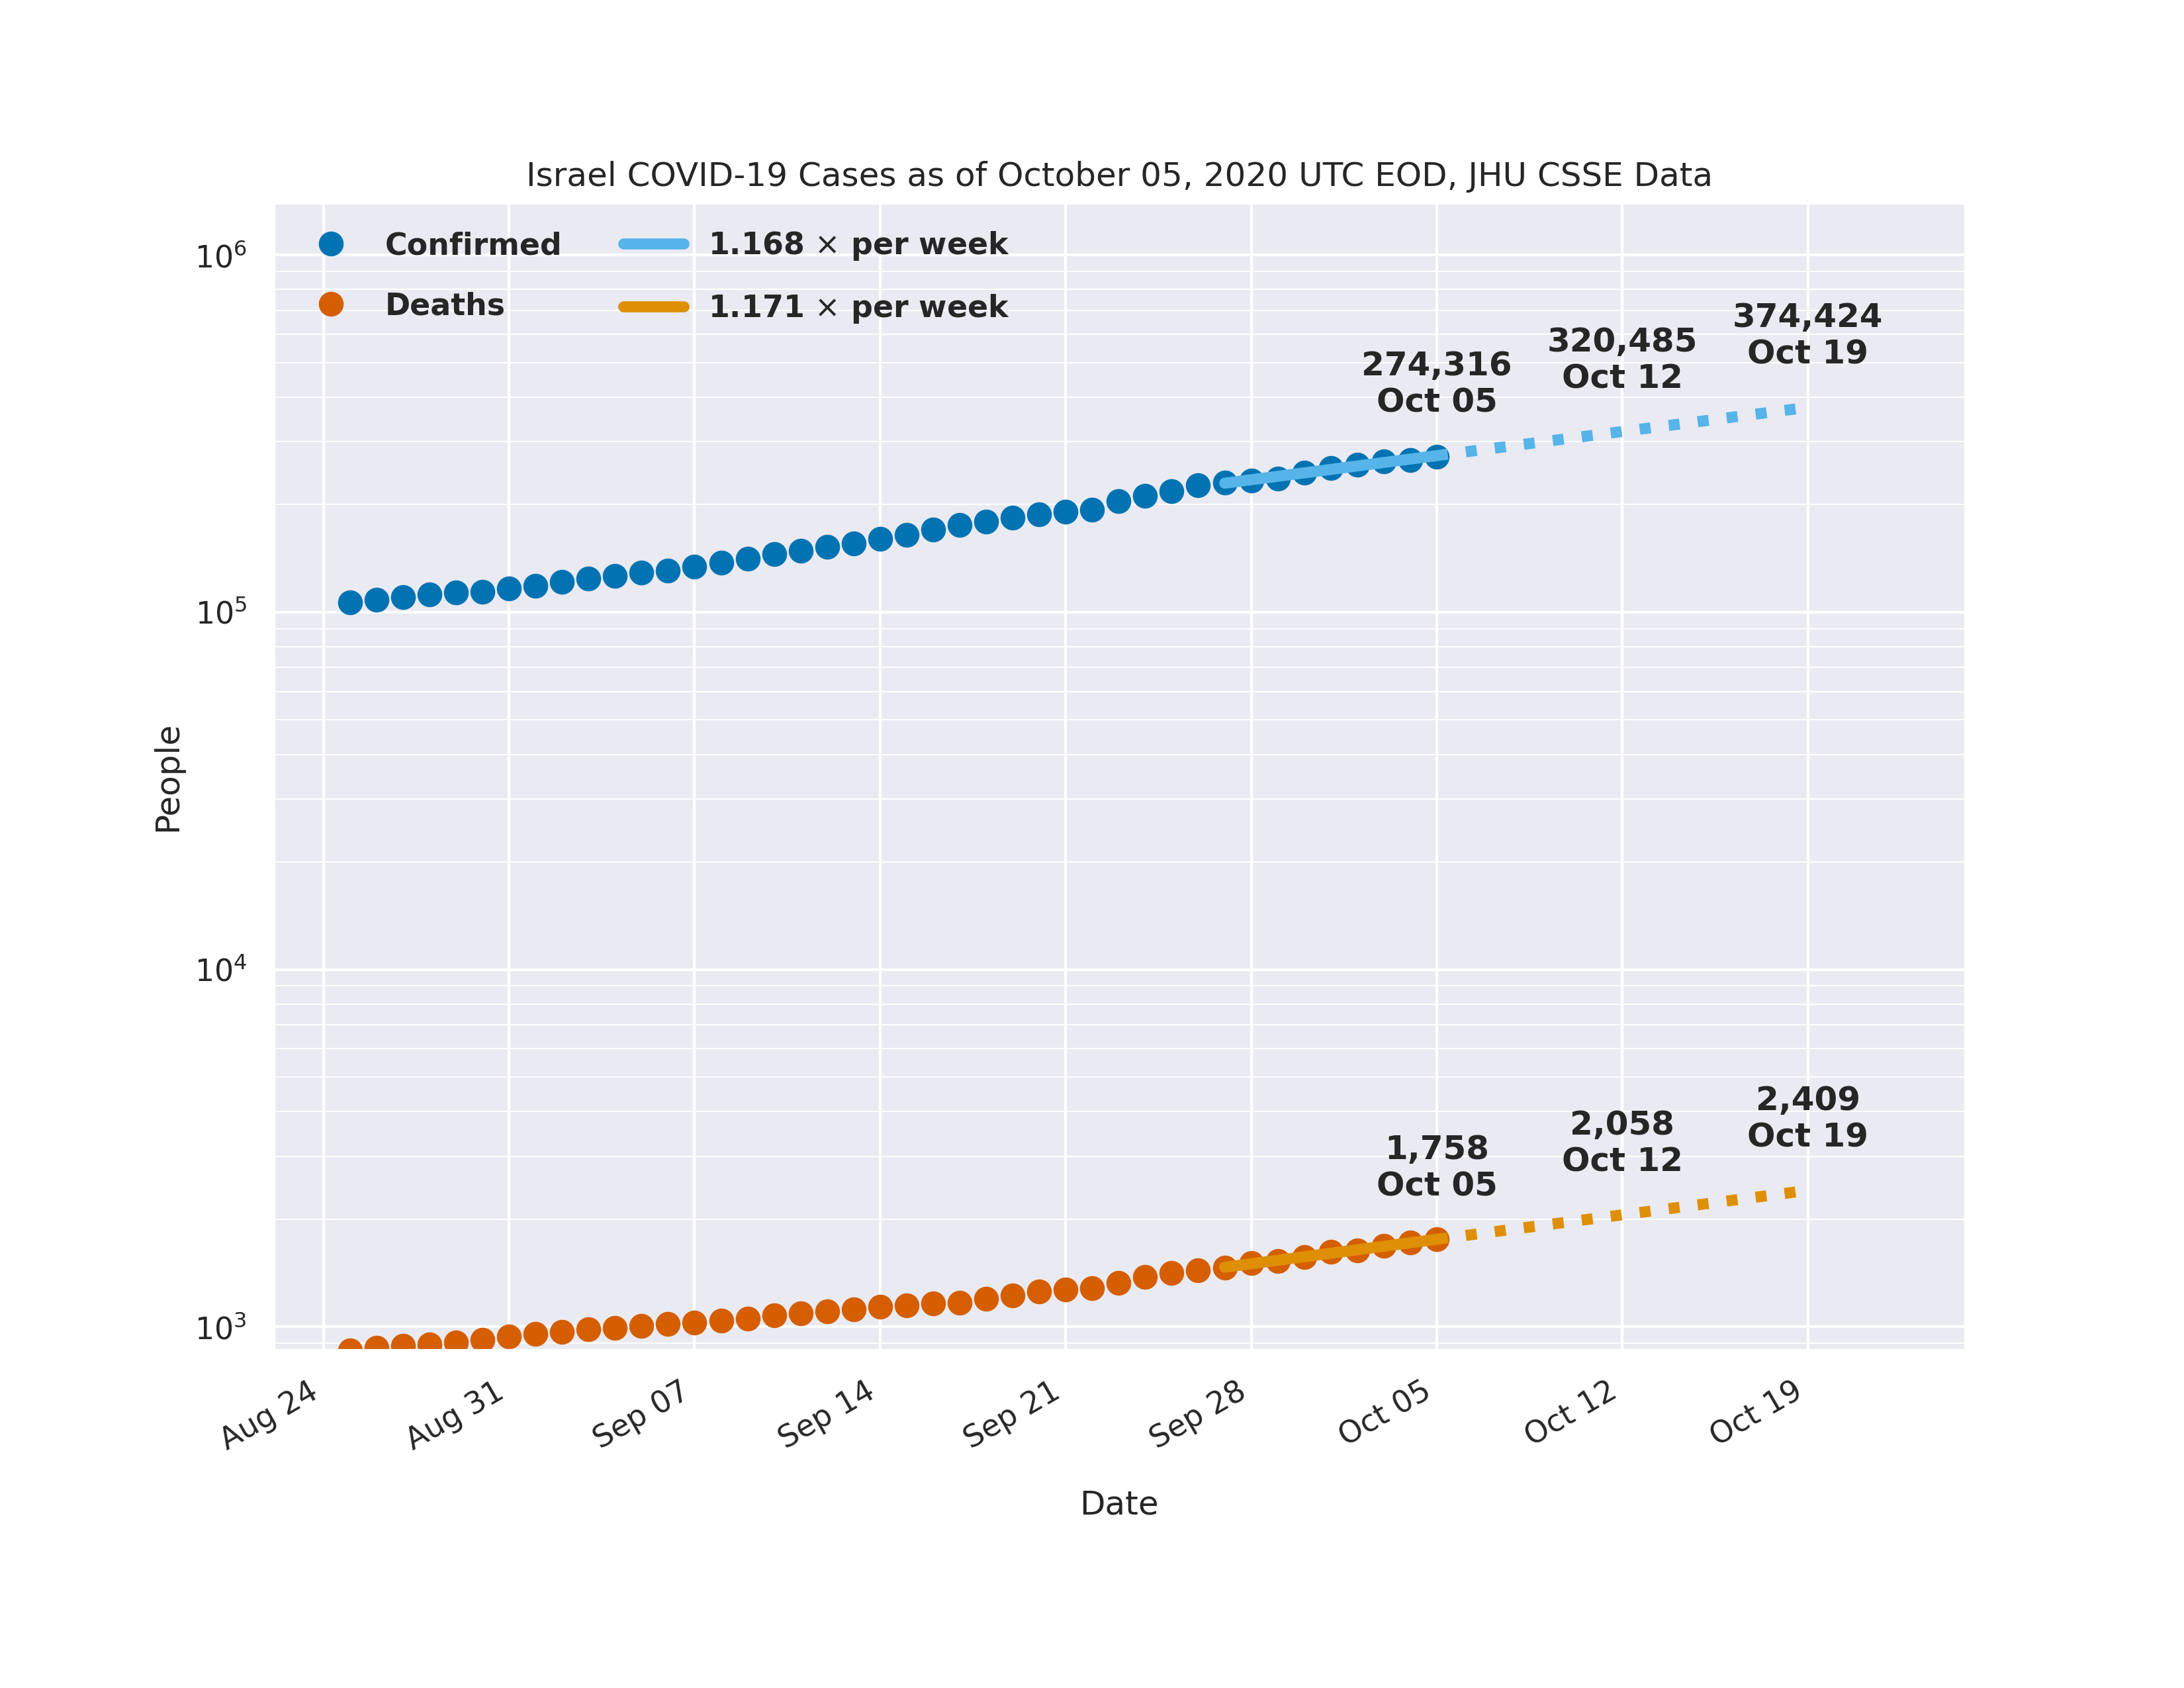 Israel COVID-19 Cases as of October 05, 2020 UTC EOD, JHU CSSE Data
Confirmed
Deaths
1.168 × per week
1.171 × per week
10⁶
10⁵
10⁴
10³
People
274,316
Oct 05
320,485
Oct 12
374,424
Oct 19
1,758
Oct 05
2,058
Oct 12
2,409
Oct 19
Aug 24
Aug 31
Sep 07
Sep 14
Sep 21
Sep 28
Oct 05
Oct 12
Oct 19
Date